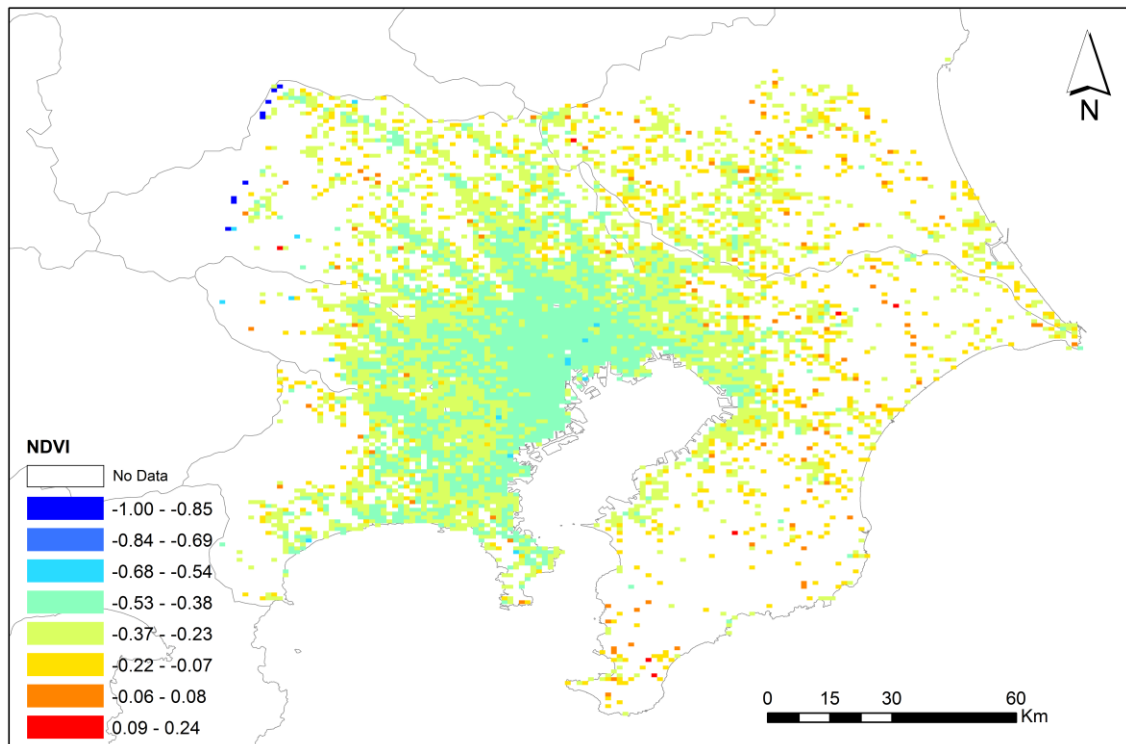 N
NDVI
No Data
-1.00 - -0.85
-0.84 - -0.69
-0.68 - -0.54
-0.53 - -0.38
-0.37 - -0.23
-0.22 - -0.07
-0.06 - 0.08
0.09 - 0.24
0 15 30 60
Km